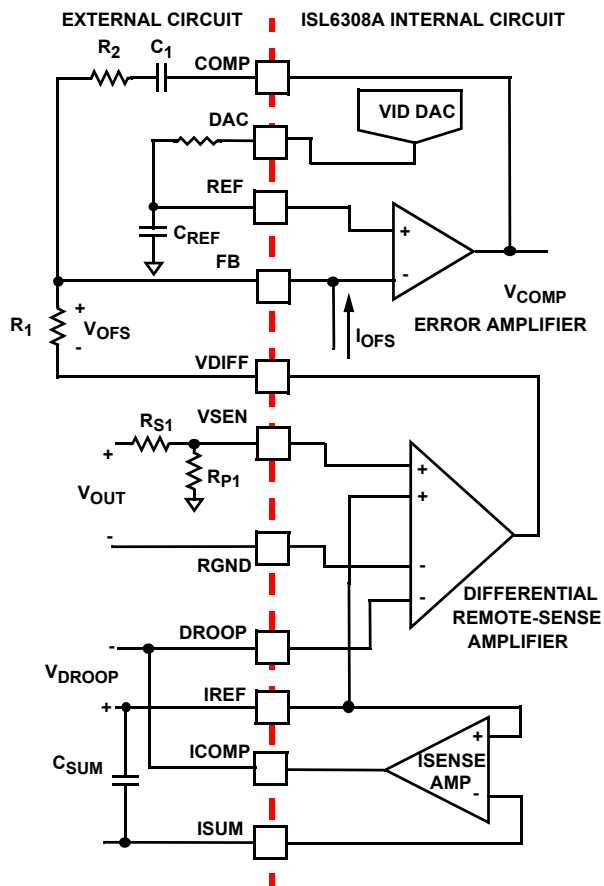 EXTERNAL CIRCUIT
ISL6308A INTERNAL CIRCUIT
R2
C1
COMP
VID DAC
DAC
REF
+
CREF
FB
-
VCOMP
ERROR AMPLIFIER
R1
+
VOFS
-
IOFS
VDIFF
RS1
VSEN
+
RP1
+
+
VOUT
-
RGND
-
-
DIFFERENTIAL
REMOTE-SENSE
AMPLIFIER
DROOP
-
VDROOP
+
IREF
ICOMP
+
ISENSE
AMP
-
CSUM
ISUM